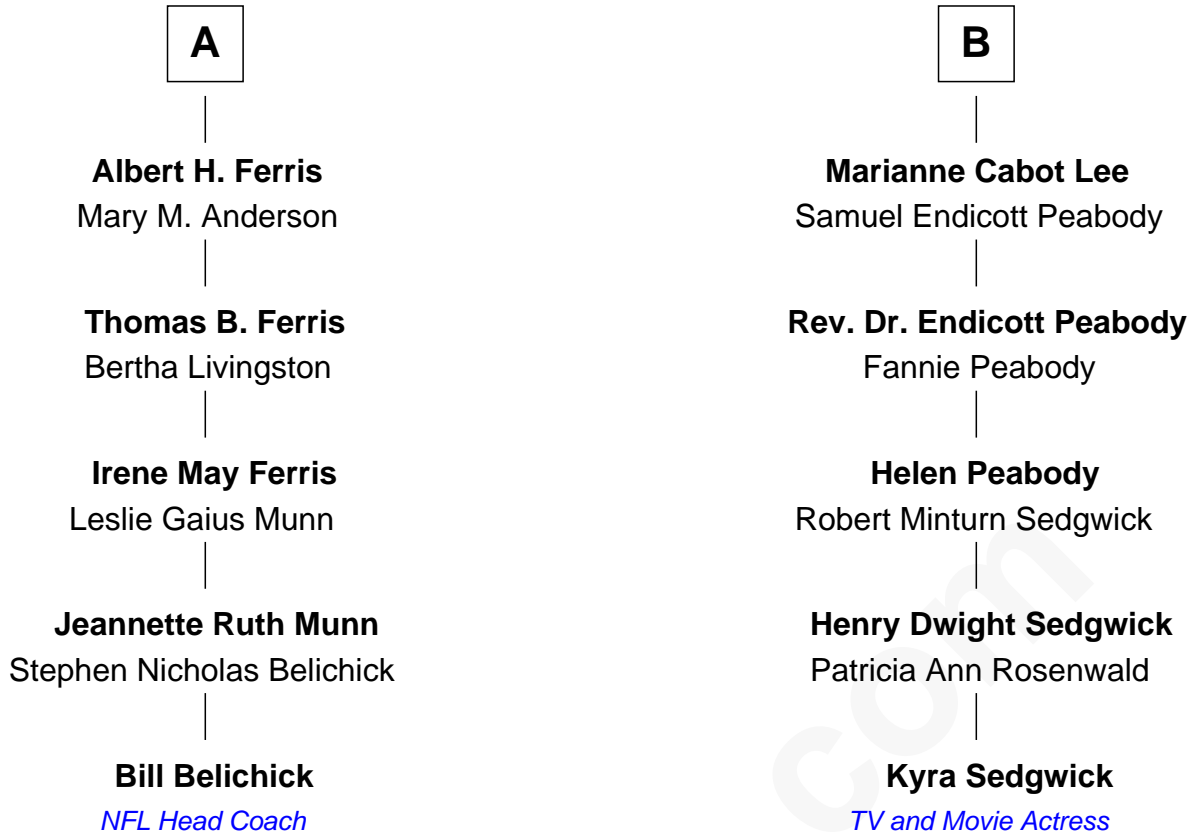 A
Albert H. Ferris
Mary M. Anderson
Thomas B. Ferris
Bertha Livingston
Irene May Ferris
Leslie Gaius Munn
Jeannette Ruth Munn
Stephen Nicholas Belichick
Bill Belichick
NFL Head Coach
B
Marianne Cabot Lee
Samuel Endicott Peabody
Rev. Dr. Endicott Peabody
Fannie Peabody
Helen Peabody
Robert Minturn Sedgwick
Henry Dwight Sedgwick
Patricia Ann Rosenwald
Kyra Sedgwick
TV and Movie Actress
com